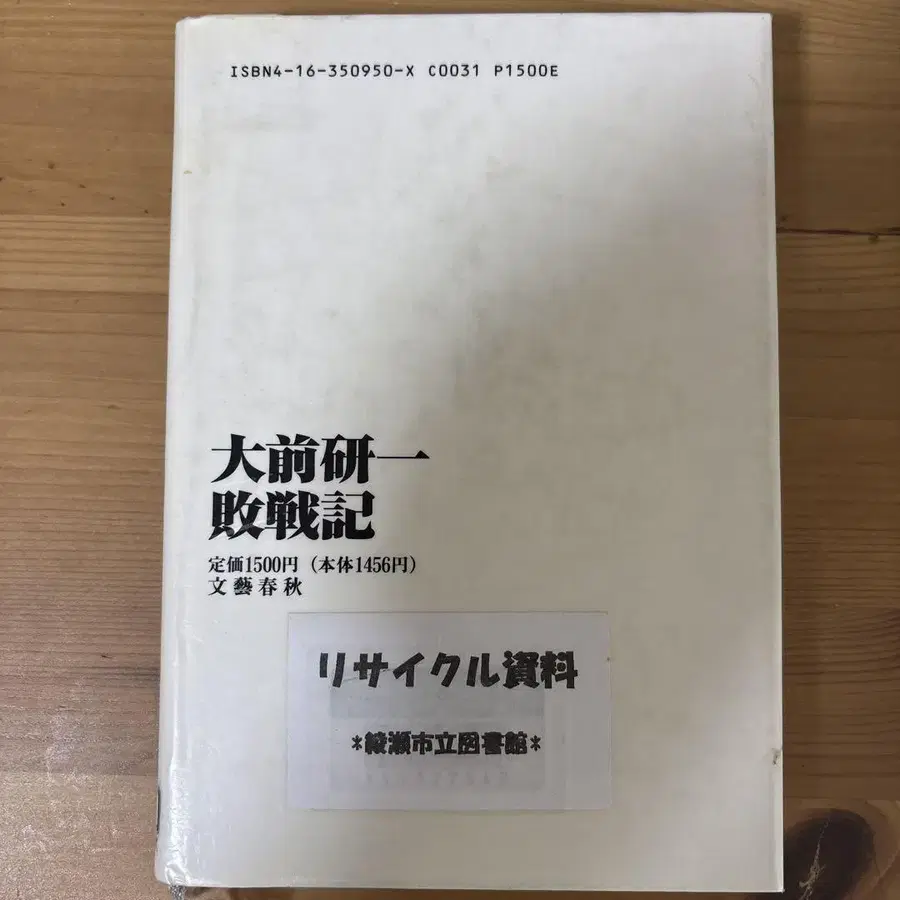 ISBN4-16-350950-X C0031 P1500E
大前研一
敗戦記
定価1500円（本体1456円）
文藝春秋
リサイクル資料
*綾瀬市立図書館*